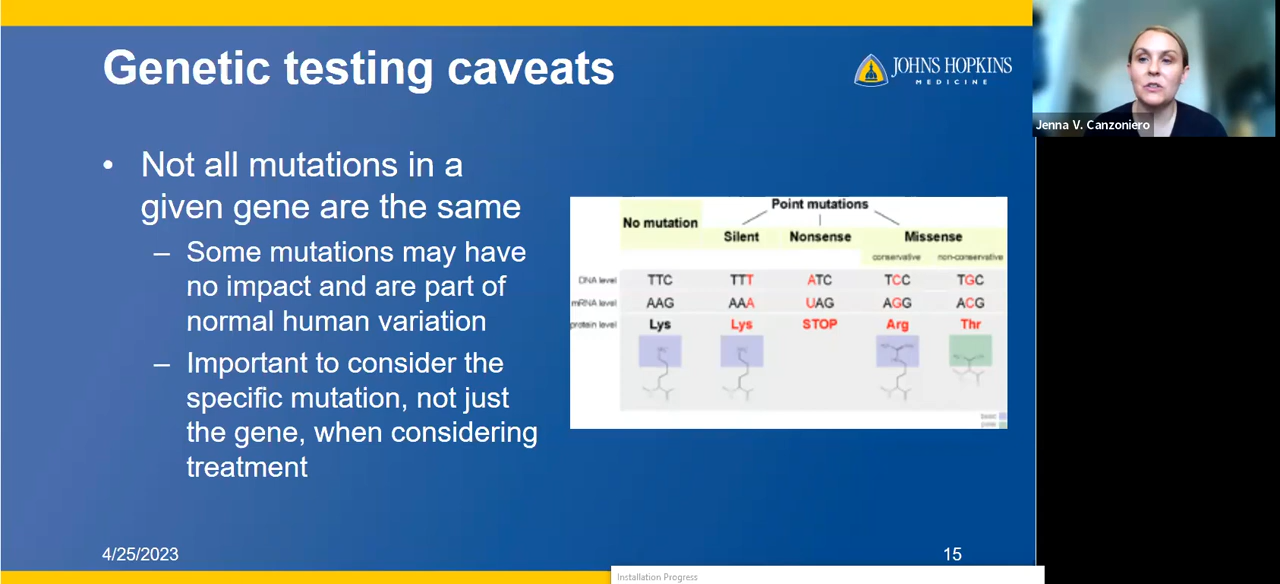 Genetic testing caveats
JOHNS HOPKINS
MEDICINE
Jenna V. Canzoniero
• Not all mutations in a
given gene are the same
– Some mutations may have
no impact and are part of
normal human variation
– Important to consider the
specific mutation, not just
the gene, when considering
treatment
Point mutations
No mutation
Silent Nonsense Missense
conservative non-conservative
DNA level TTC TTT ATC TCC TGC
mRNA level AAG AAA UAG AGG ACG
protein level Lys Lys STOP Arg Thr
4/25/2023
15
Installation Progress